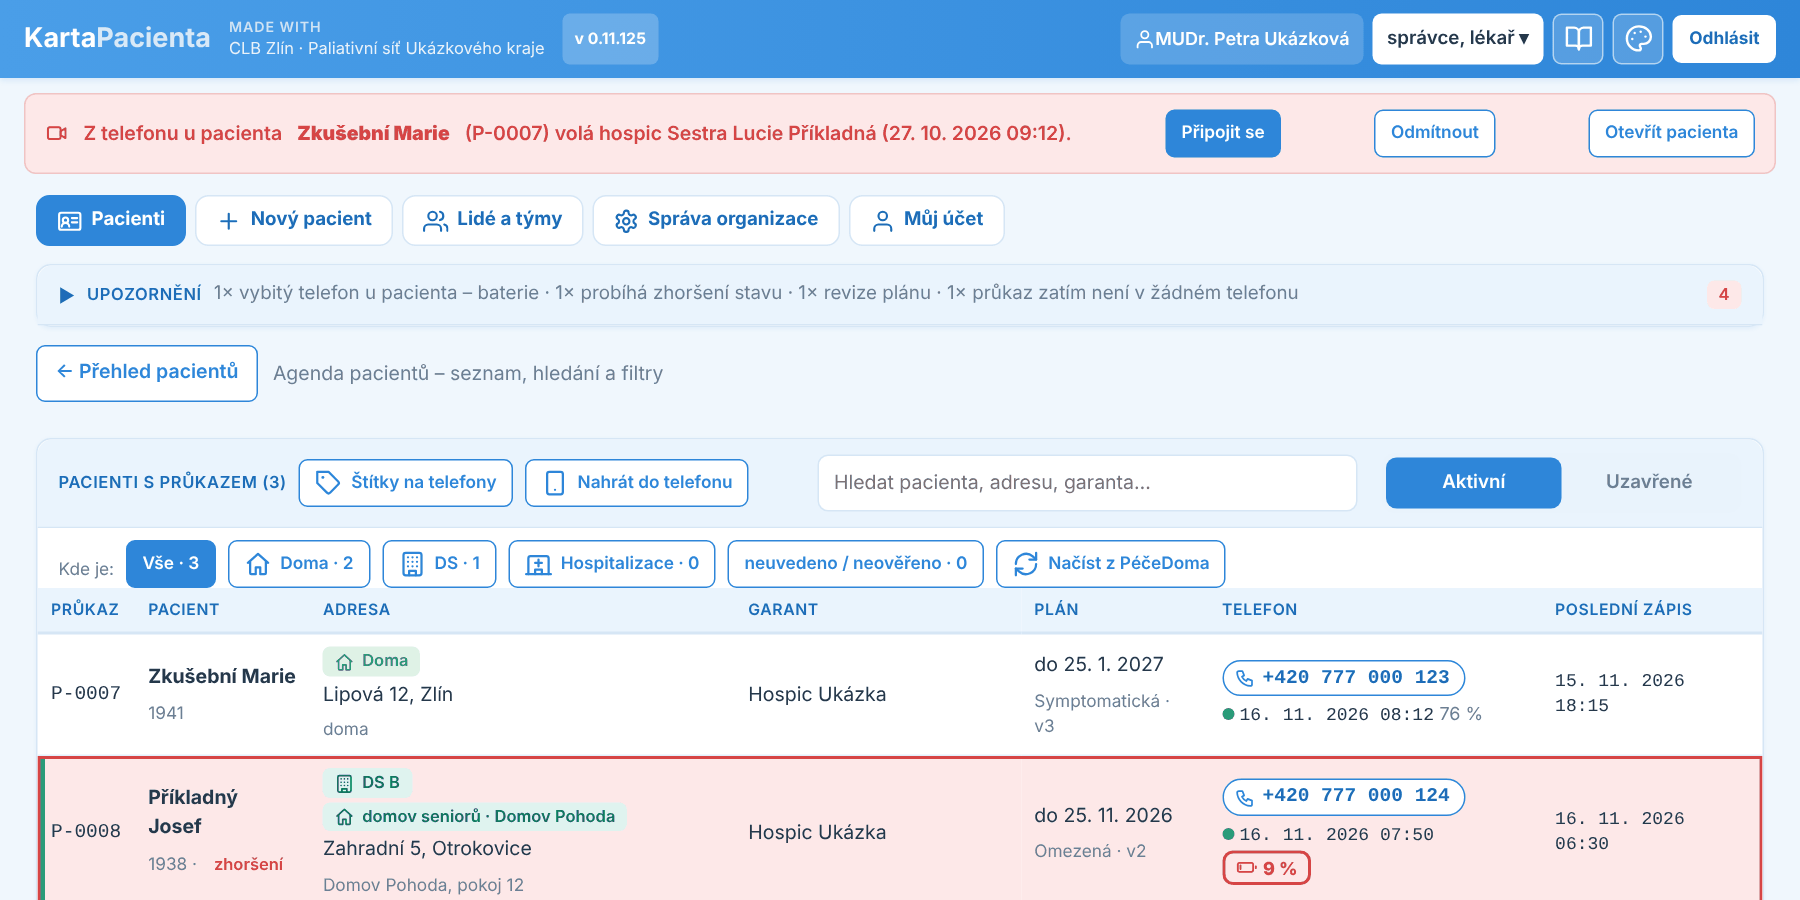 KartaPacienta
MADE WITH
CLB Zlín · Paliativní síť Ukázkového kraje
v 0.11.125
MUDr. Petra Ukázková
správce, lékař ▾
Odhlásit
Z telefonu u pacienta Zkušební Marie (P-0007) volá hospic Sestra Lucie Příkladná (27. 10. 2026 09:12).
Připojit se
Odmítnout
Otevřít pacienta
Pacienti
Nový pacient
Lidé a týmy
Správa organizace
Můj účet
▶ UPOZORNĚNÍ 1× vybitý telefon u pacienta – baterie · 1× probíhá zhoršení stavu · 1× revize plánu · 1× průkaz zatím není v žádném telefonu
4
← Přehled pacientů
Agenda pacientů – seznam, hledání a filtry
PACIENTI S PRŮKAZEM (3)
Štítky na telefony
Nahrát do telefonu
Hledat pacienta, adresu, garanta...
Aktivní
Uzavřené
Kde je:
Vše · 3
Doma · 2
DS · 1
Hospitalizace · 0
neuvedeno / neověřeno · 0
Načíst z PéčeDoma
PRŮKAZ PACIENT ADRESA GARANT PLÁN TELEFON POSLEDNÍ ZÁPIS
P-0007
Zkušební Marie
1941
Doma
Lipová 12, Zlín
doma
Hospic Ukázka
do 25. 1. 2027
Symptomatická ·
v3
+420 777 000 123
16. 11. 2026 08:12 76 %
15. 11. 2026
18:15
P-0008
Příkladný
Josef
1938 · zhoršení
DS B
domov seniorů · Domov Pohoda
Zahradní 5, Otrokovice
Domov Pohoda, pokoj 12
Hospic Ukázka
do 25. 11. 2026
Omezená · v2
+420 777 000 124
16. 11. 2026 07:50
9 %
16. 11. 2026
06:30